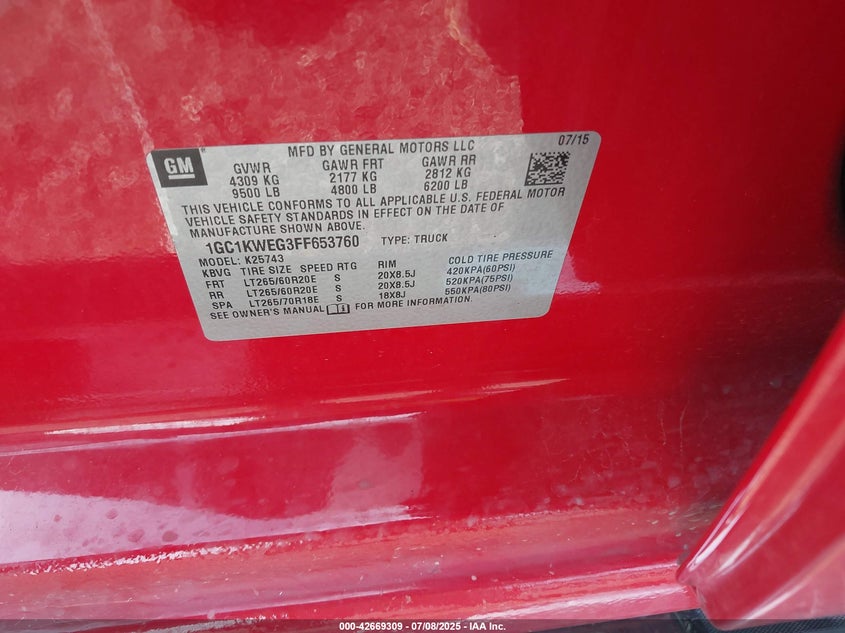 GM
MFD BY GENERAL MOTORS LLC 07/15
GVWR GAWR FRT GAWR RR
4309 KG 2177 KG 2812 KG
9500 LB 4800 LB 6200 LB
THIS VEHICLE CONFORMS TO ALL APPLICABLE U.S. FEDERAL MOTOR
VEHICLE SAFETY STANDARDS IN EFFECT ON THE DATE OF
MANUFACTURE SHOWN ABOVE.
1GC1KWEG3FF653760 TYPE: TRUCK
MODEL: K25743
KBVG TIRE SIZE SPEED RTG RIM COLD TIRE PRESSURE
FRT LT265/60R20E S 20X8.5J 420KPA(60PSI)
RR LT265/60R20E S 20X8.5J 520KPA(75PSI)
SPA LT265/70R18E S 18X8J 550KPA(80PSI)
SEE OWNER'S MANUAL FOR MORE INFORMATION.
000-42669309 - 07/08/2025 - IAA Inc.